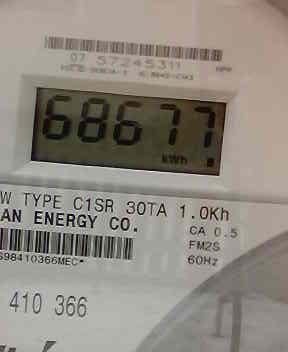 07 57245311
68677
kWh
W TYPE C1SR 30TA 1.0Kh
AN ENERGY CO.
CA 0.5
FM2S
60Hz
S98410366MEC*
410 366